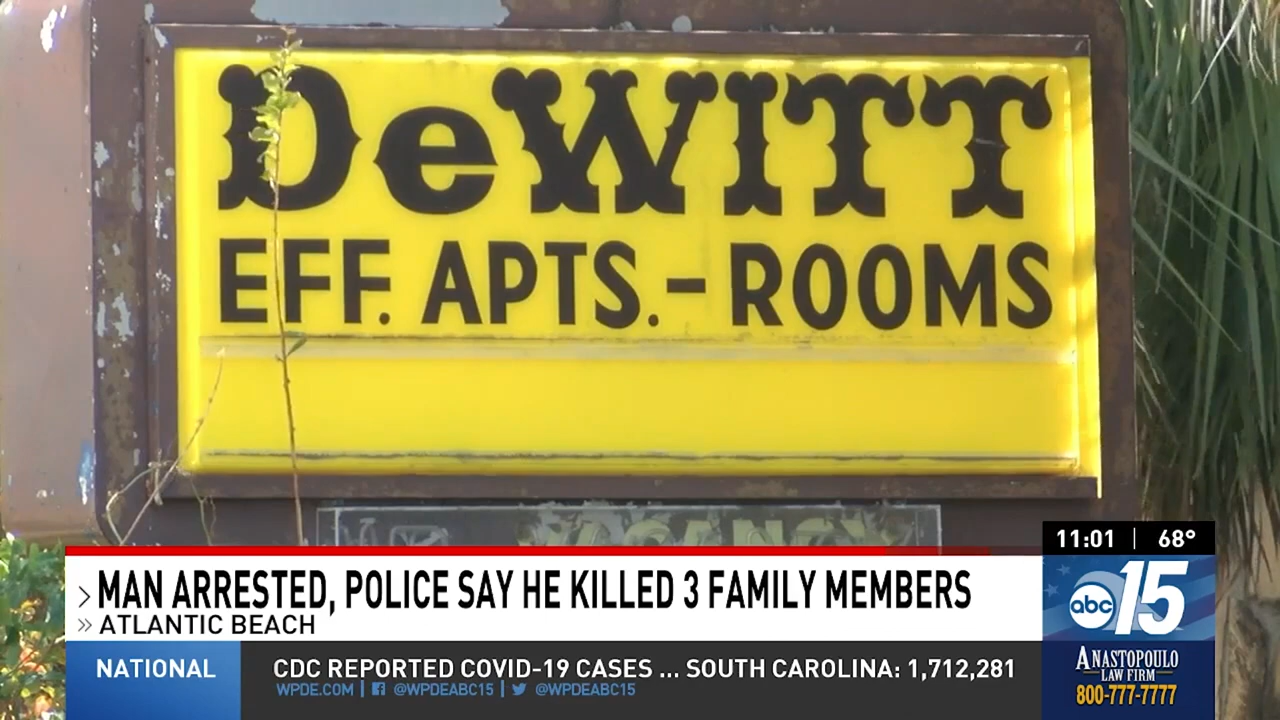 DeWITT
EFF. APTS. - ROOMS
VACANCY
MAN ARRESTED, POLICE SAY HE KILLED 3 FAMILY MEMBERS
ATLANTIC BEACH
11:01 | 68°
abc 15
NATIONAL
CDC REPORTED COVID-19 CASES ... SOUTH CAROLINA: 1,712,281
WPDE.COM | @WPDEABC15 | @WPDEABC15
ANASTOPOULO
LAW FIRM
800-777-7777